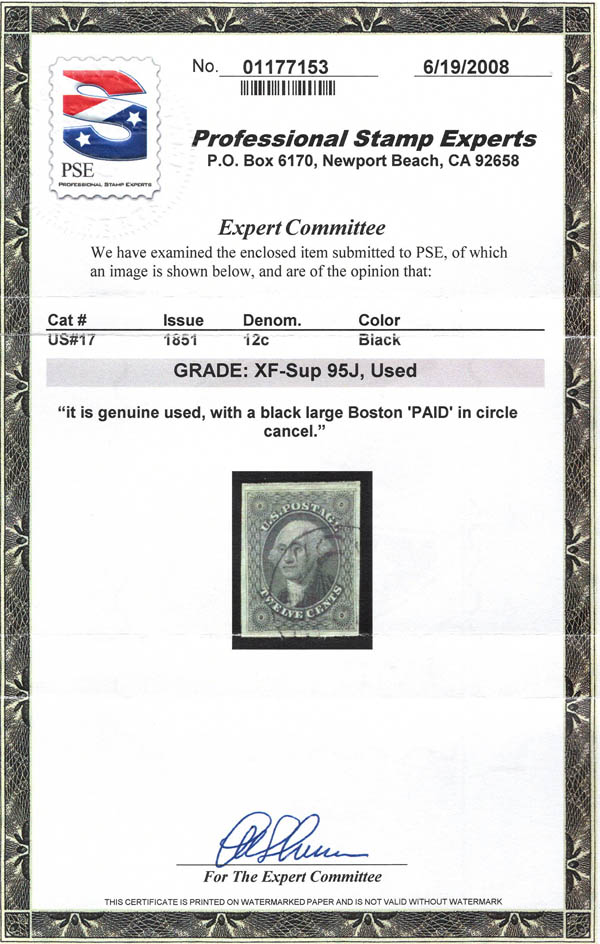 No. 01177153 6/19/2008
PSE
PROFESSIONAL STAMP EXPERTS
Professional Stamp Experts
P.O. Box 6170, Newport Beach, CA 92658
Expert Committee
We have examined the enclosed item submitted to PSE, of which
an image is shown below, and are of the opinion that:
Cat # Issue Denom. Color
US#17 1851 12c Black
GRADE: XF-Sup 95J, Used
“it is genuine used, with a black large Boston 'PAID' in circle
cancel.”
U.S. POSTAGE
TWELVE CENTS
For The Expert Committee
THIS CERTIFICATE IS PRINTED ON WATERMARKED PAPER AND IS NOT VALID WITHOUT WATERMARK